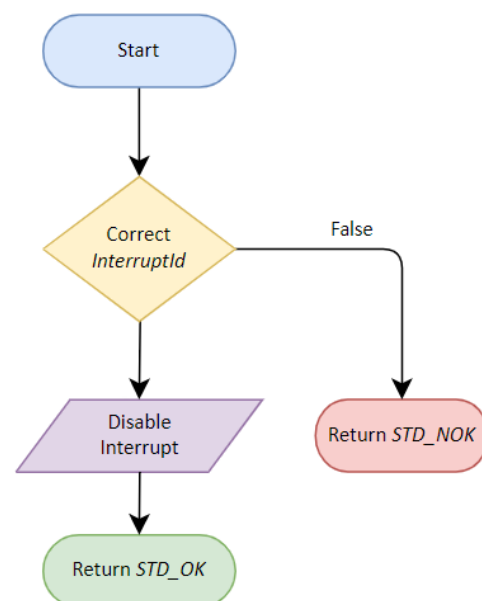 Start
Correct
InterruptId
False
Disable
Interrupt
Return STD_NOK
Return STD_OK